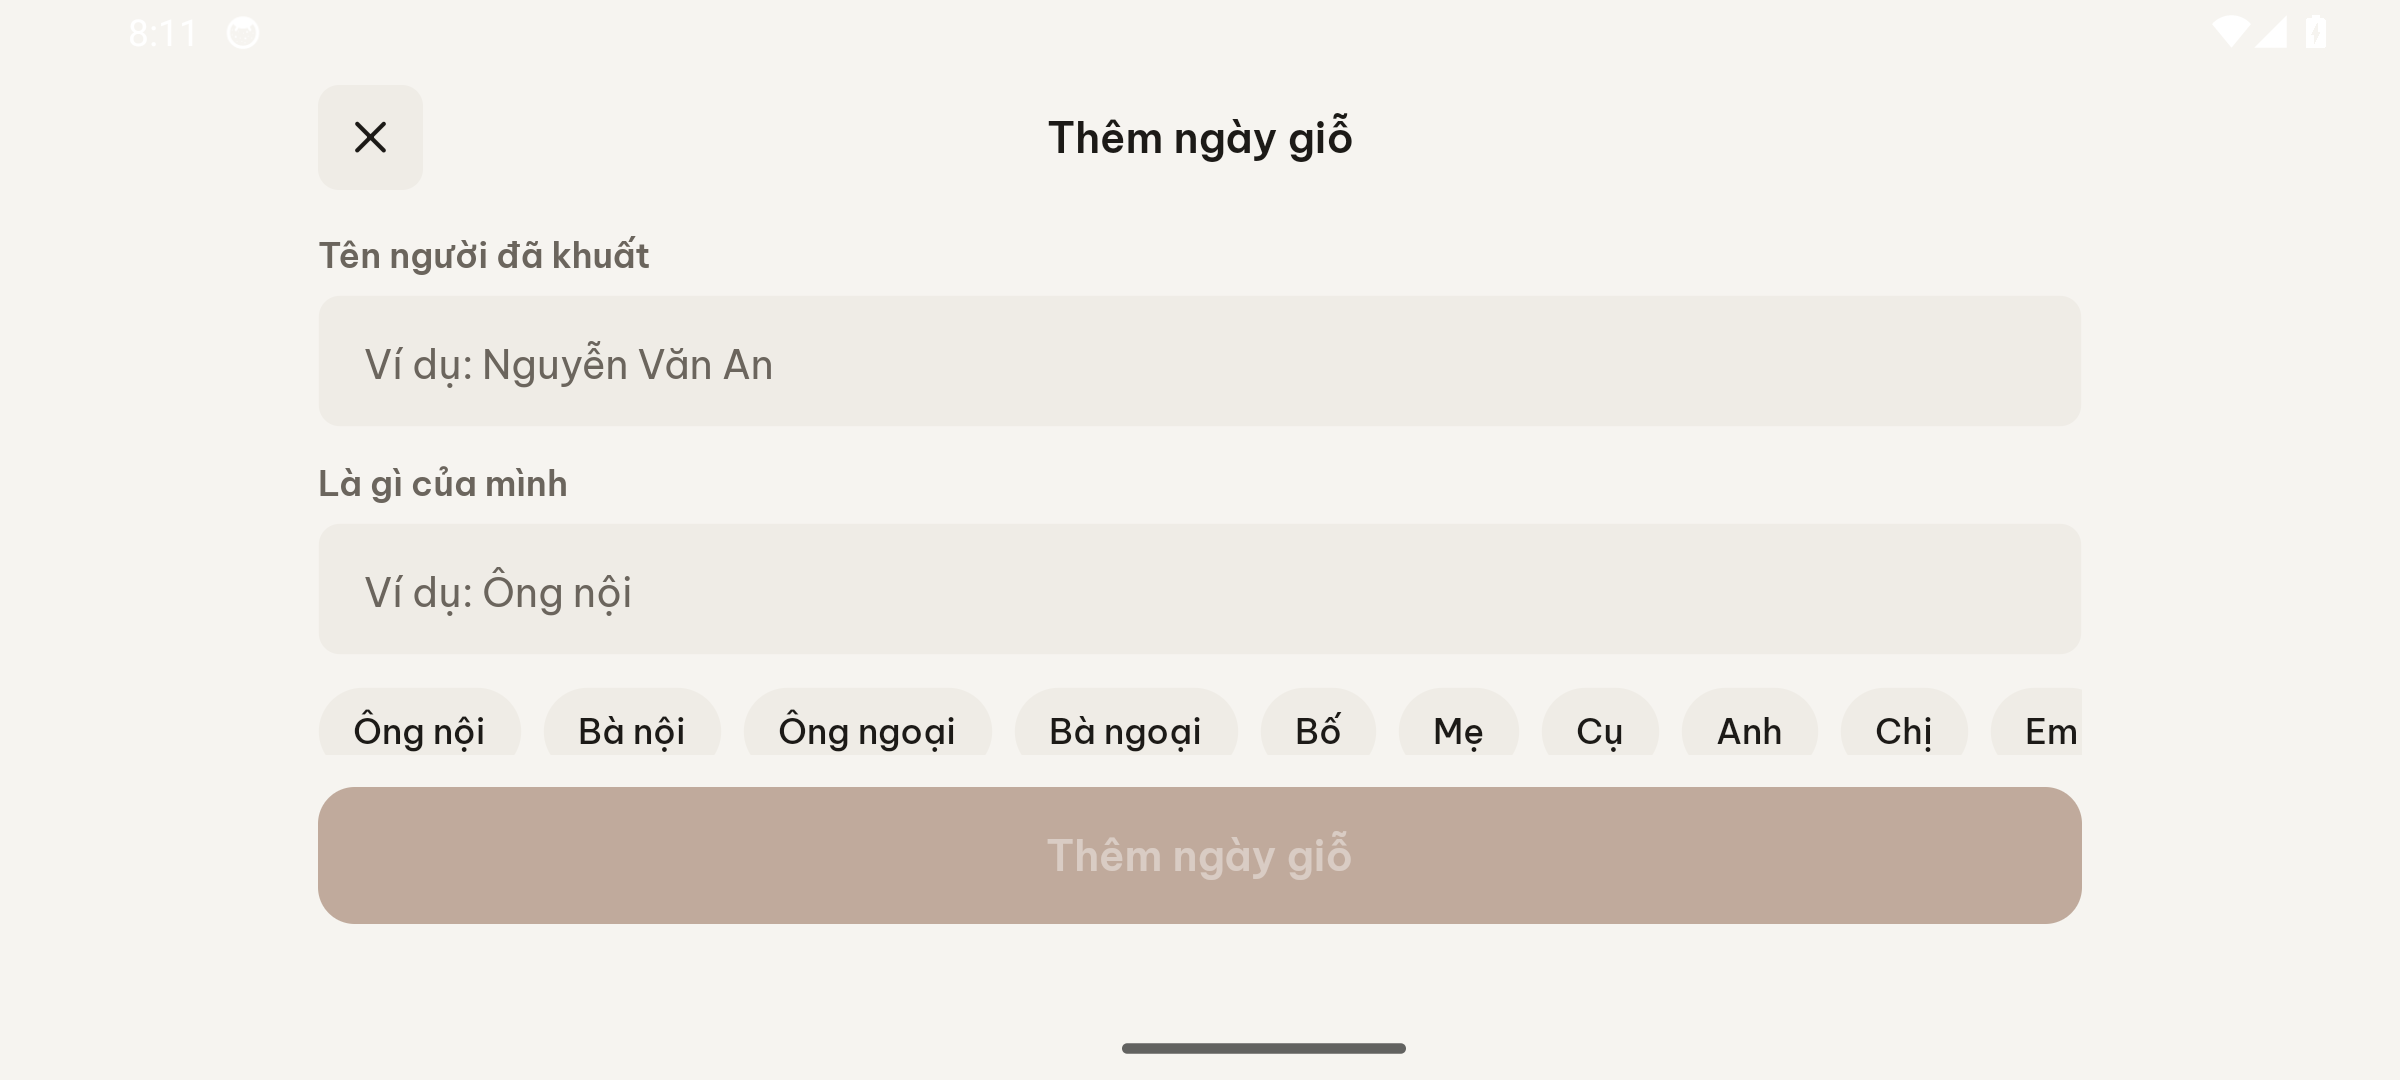 8:11
Thêm ngày giỗ
Tên người đã khuất
Ví dụ: Nguyễn Văn An
Là gì của mình
Ví dụ: Ông nội
Ông nội Bà nội Ông ngoại Bà ngoại Bố Mẹ Cụ Anh Chị Em
Thêm ngày giỗ